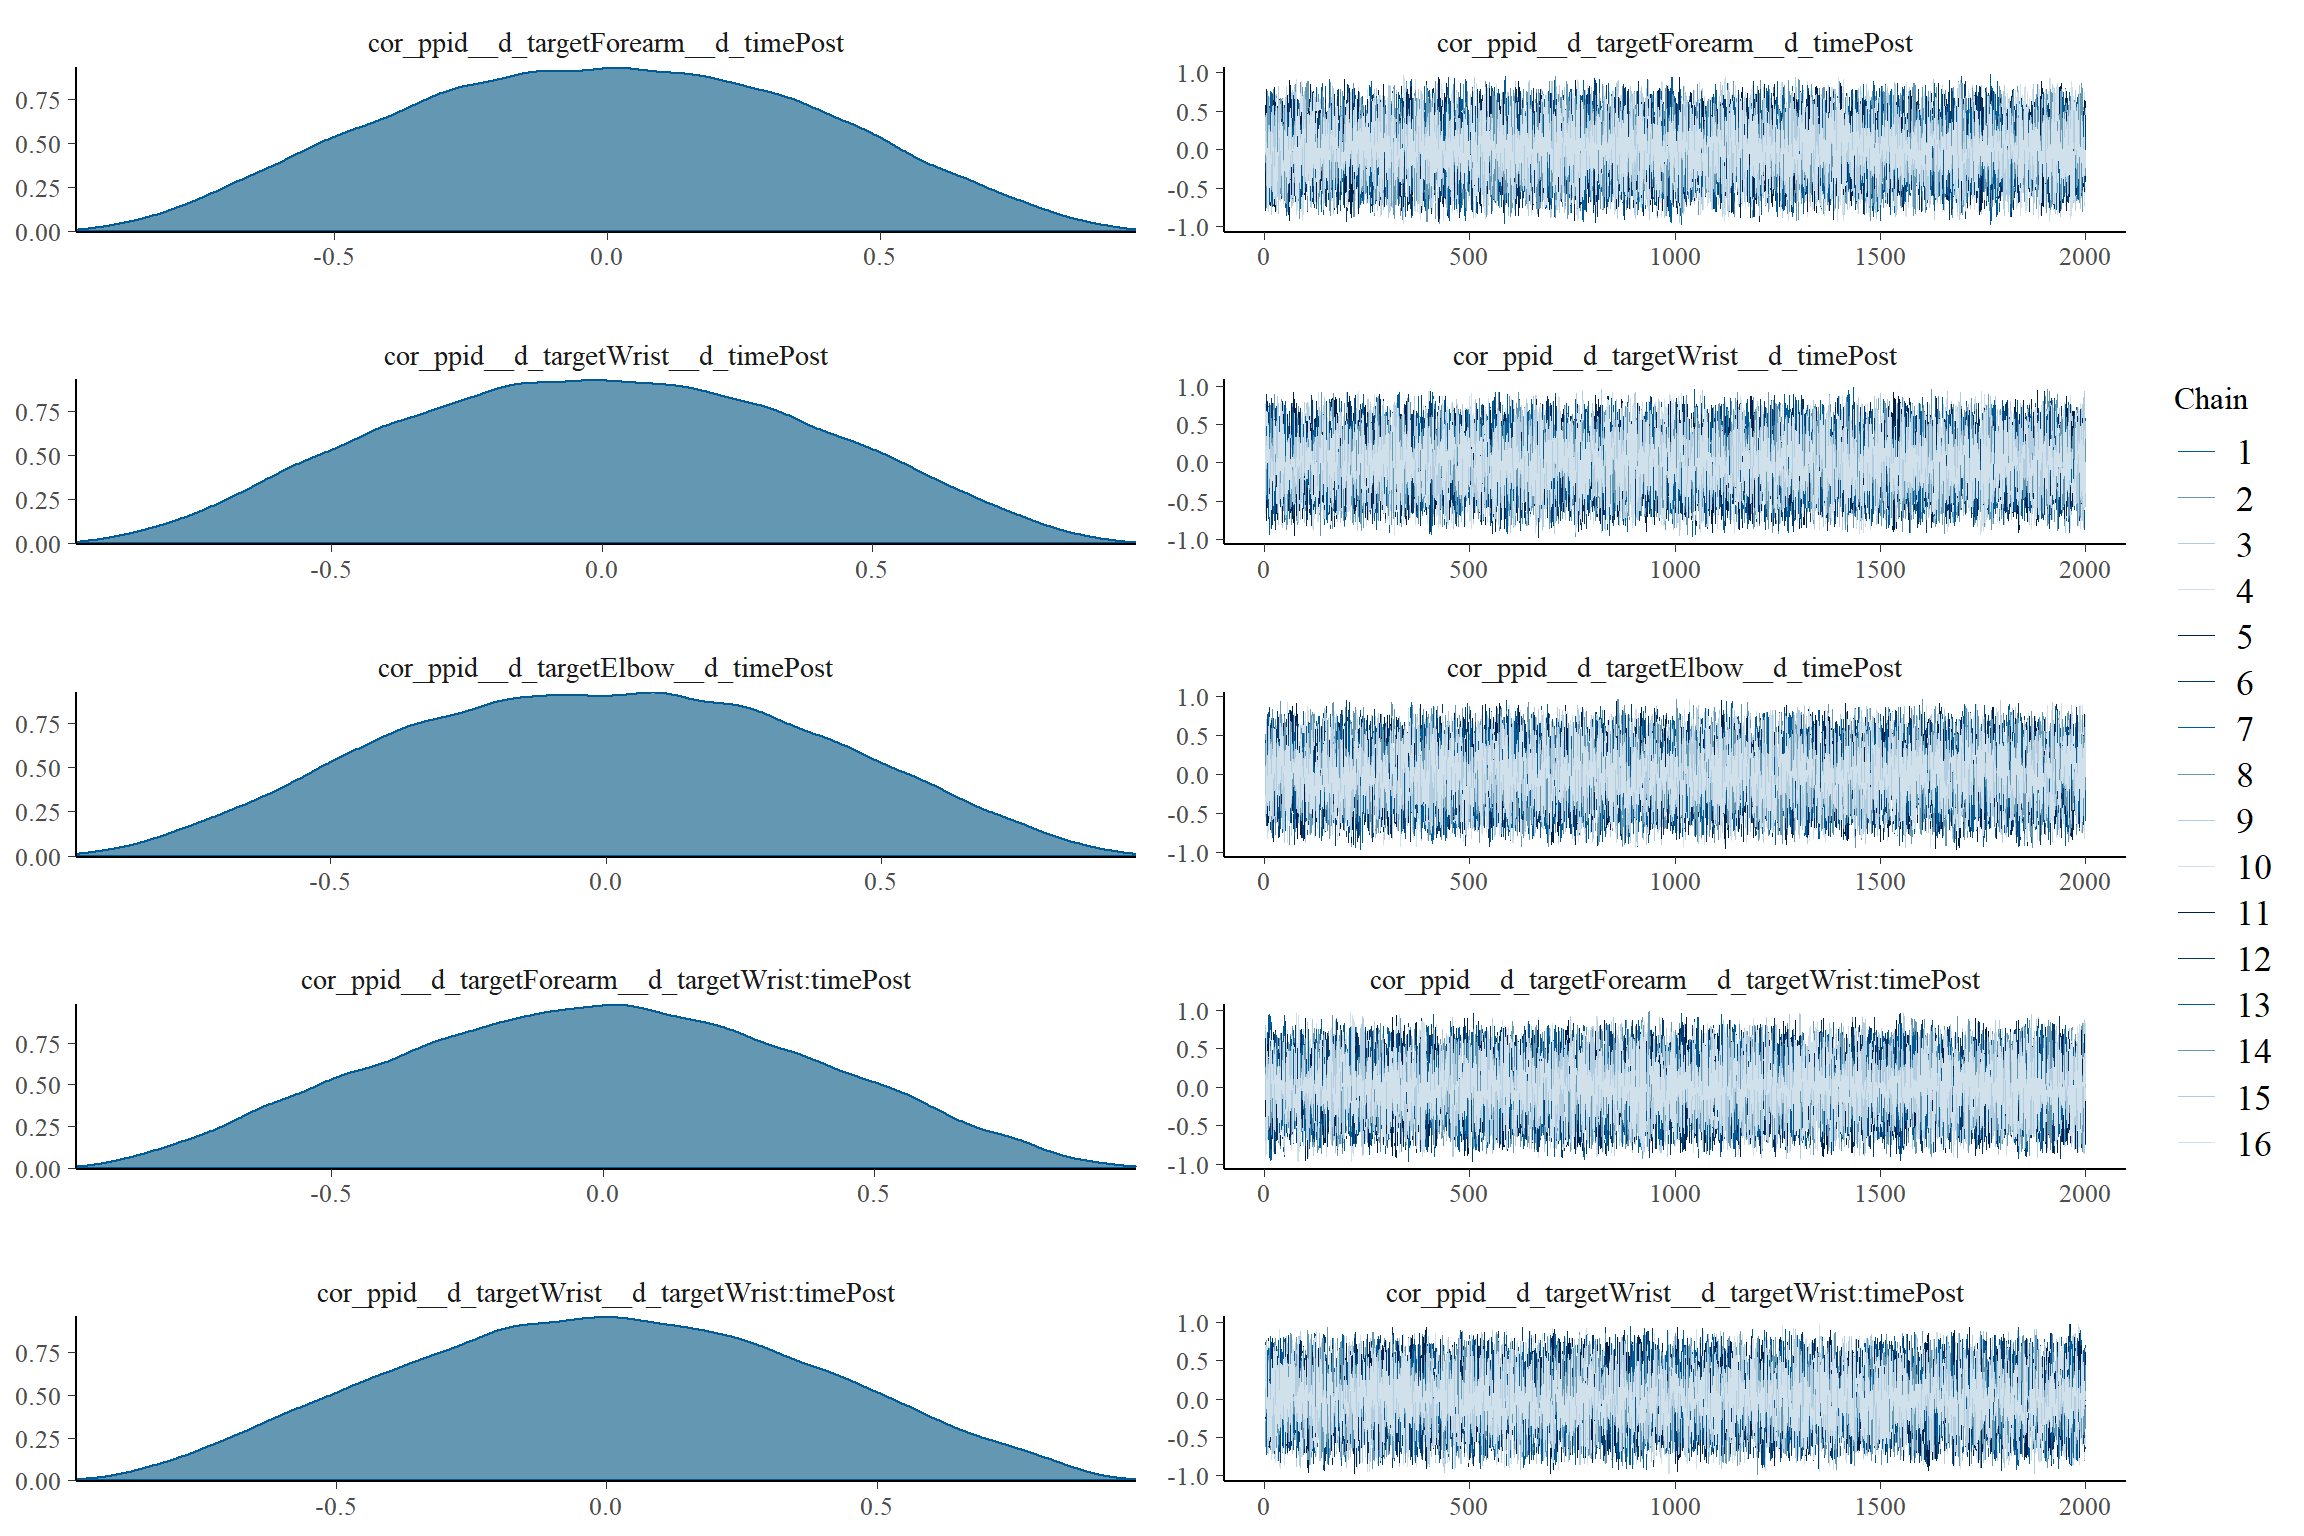 cor_ppid__d_targetForearm__d_timePost
0.75
0.50
0.25
0.00
-0.5 0.0 0.5
cor_ppid__d_targetForearm__d_timePost
1.0
0.5
0.0
-0.5
-1.0
0 500 1000 1500 2000
cor_ppid__d_targetWrist__d_timePost
0.75
0.50
0.25
0.00
-0.5 0.0 0.5
cor_ppid__d_targetWrist__d_timePost
1.0
0.5
0.0
-0.5
-1.0
0 500 1000 1500 2000
cor_ppid__d_targetElbow__d_timePost
0.75
0.50
0.25
0.00
-0.5 0.0 0.5
cor_ppid__d_targetElbow__d_timePost
1.0
0.5
0.0
-0.5
-1.0
0 500 1000 1500 2000
cor_ppid__d_targetForearm__d_targetWrist:timePost
0.75
0.50
0.25
0.00
-0.5 0.0 0.5
cor_ppid__d_targetForearm__d_targetWrist:timePost
1.0
0.5
0.0
-0.5
-1.0
0 500 1000 1500 2000
cor_ppid__d_targetWrist__d_targetWrist:timePost
0.75
0.50
0.25
0.00
-0.5 0.0 0.5
cor_ppid__d_targetWrist__d_targetWrist:timePost
1.0
0.5
0.0
-0.5
-1.0
0 500 1000 1500 2000
Chain
1
2
3
4
5
6
7
8
9
10
11
12
13
14
15
16